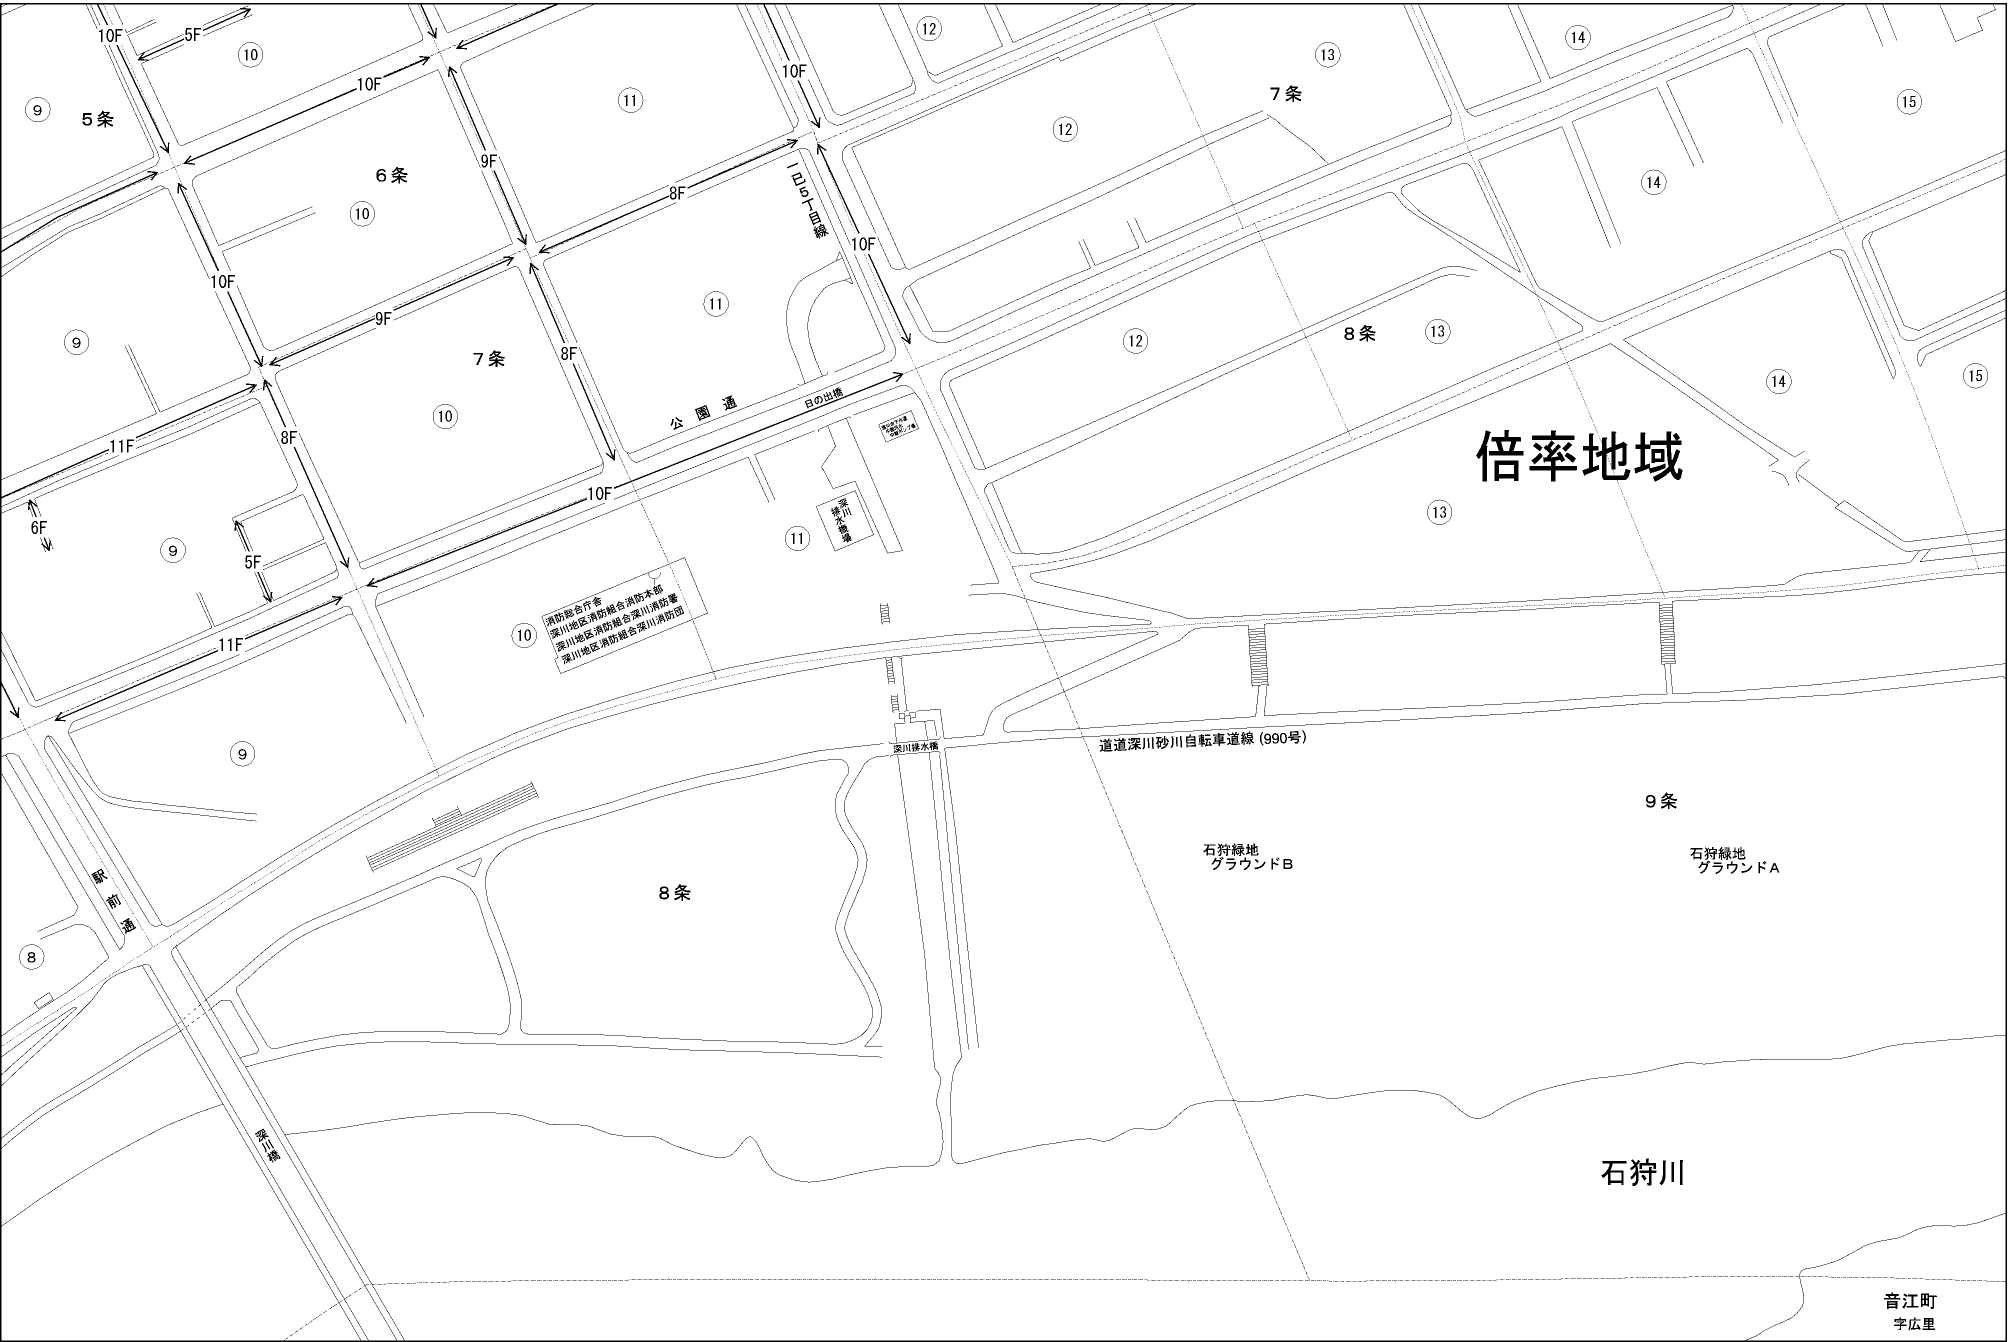 10F
5F
⑩
10F
⑫
⑭
⑬
⑨
5条
⑪
10F
7条
⑮
⑫
9F
6条
⑩
8F
一已5丁目線
⑭
10F
10F
⑪
9F
⑨
7条
8F
⑫
8条
⑬
⑭
⑮
⑩
公園通
日の出橋
11F
8F
倍率地域
10F
6F
⑨
5F
⑪
深川
排水機場
⑬
消防総合庁舎
深川地区消防組合消防本部
深川地区消防組合深川消防署
深川地区消防組合深川消防団
⑩
11F
⑨
深川排水橋
道道深川砂川自転車道線(990号)
9条
石狩緑地
グラウンドB
石狩緑地
グラウンドA
8条
駅前通
⑧
深川橋
石狩川
音江町
字広里